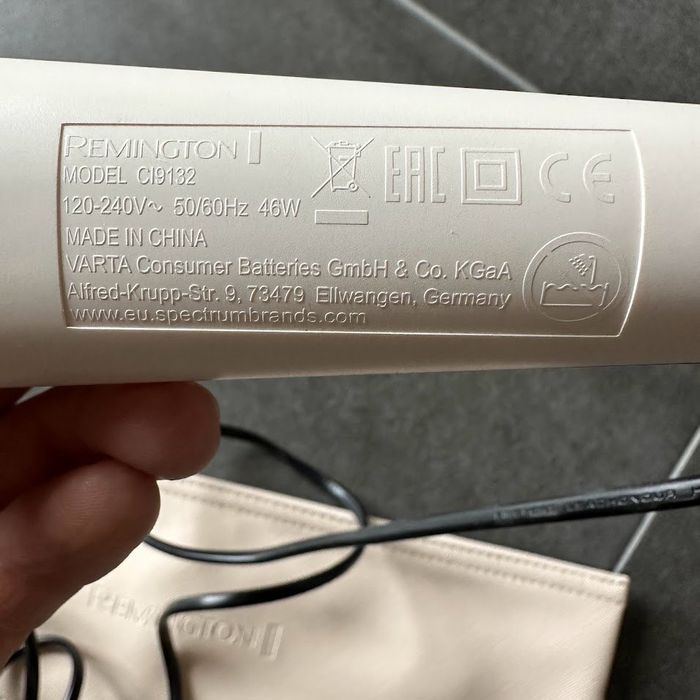 REMINGTON
MODEL CI9132
120-240V~ 50/60Hz 46W
MADE IN CHINA
VARTA Consumer Batteries GmbH & Co. KGaA
Alfred-Krupp-Str. 9, 73479 Ellwangen, Germany
www.eu.spectrumbrands.com
EAC
CE
REMINGTON